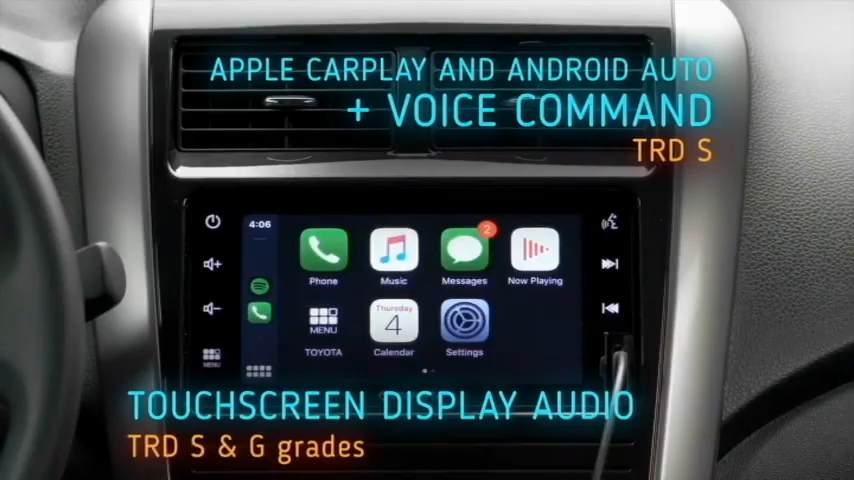 APPLE CARPLAY AND ANDROID AUTO
+ VOICE COMMAND
TRD S
4:06
2
Phone
Music
Messages
Now Playing
MENU
Thursday
4
TOYOTA
Calendar
Settings
MENU
TOUCHSCREEN DISPLAY AUDIO
TRD S & G grades